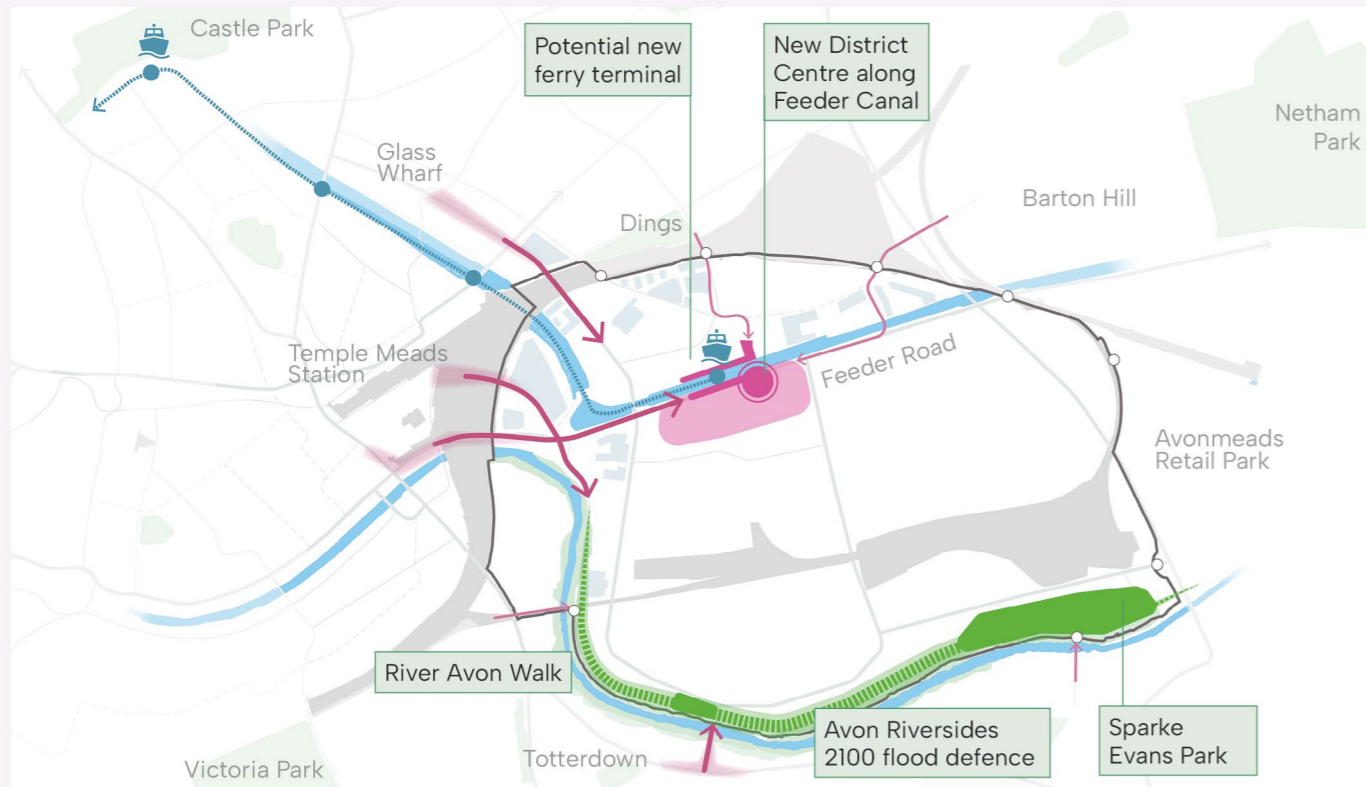 Castle Park
Potential new
ferry terminal
New District
Centre along
Feeder Canal
Netham
Park
Glass
Wharf
Dings
Barton Hill
Temple Meads
Station
Feeder Road
Avonmeads
Retail Park
River Avon Walk
Avon Riversides
2100 flood defence
Sparke
Evans Park
Totterdown
Victoria Park